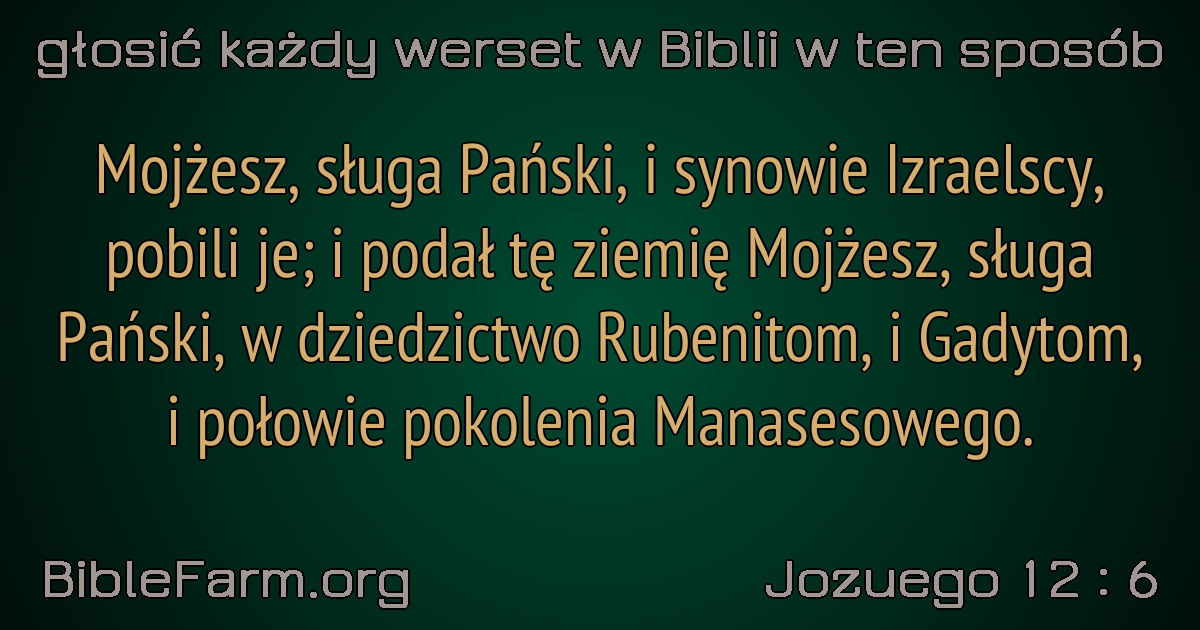 głosić każdy werset w Biblii w ten sposób
Mojżesz, sługa Pański, i synowie Izraelscy,
pobili je; i podał tę ziemię Mojżesz, sługa
Pański, w dziedzictwo Rubenitom, i Gadytom,
i połowie pokolenia Manasesowego.
BibleFarm.org
Jozuego 12 : 6